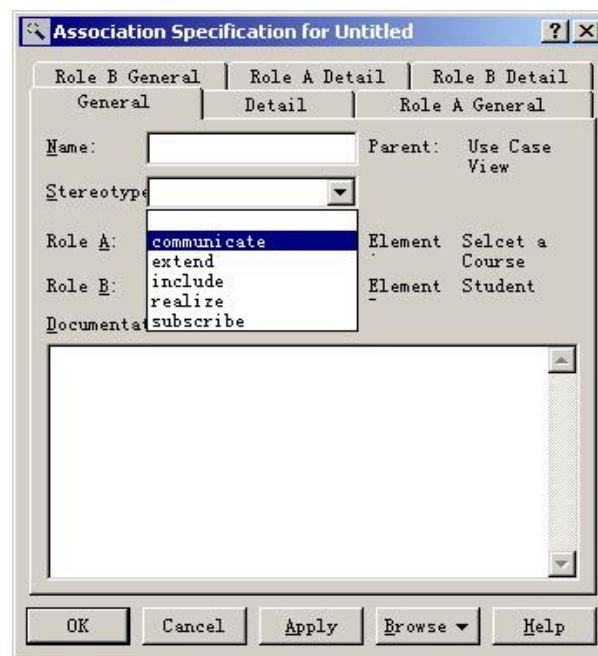 Association Specification for Untitled
Role B General Role A Detail Role B Detail
General Detail Role A General
Name: Parent: Use Case
View
Stereotype
Role A: communicate Element Selcet a
extend Course
Role B: include Element Student
realize
Documentat subscribe
OK Cancel Apply Browse Help